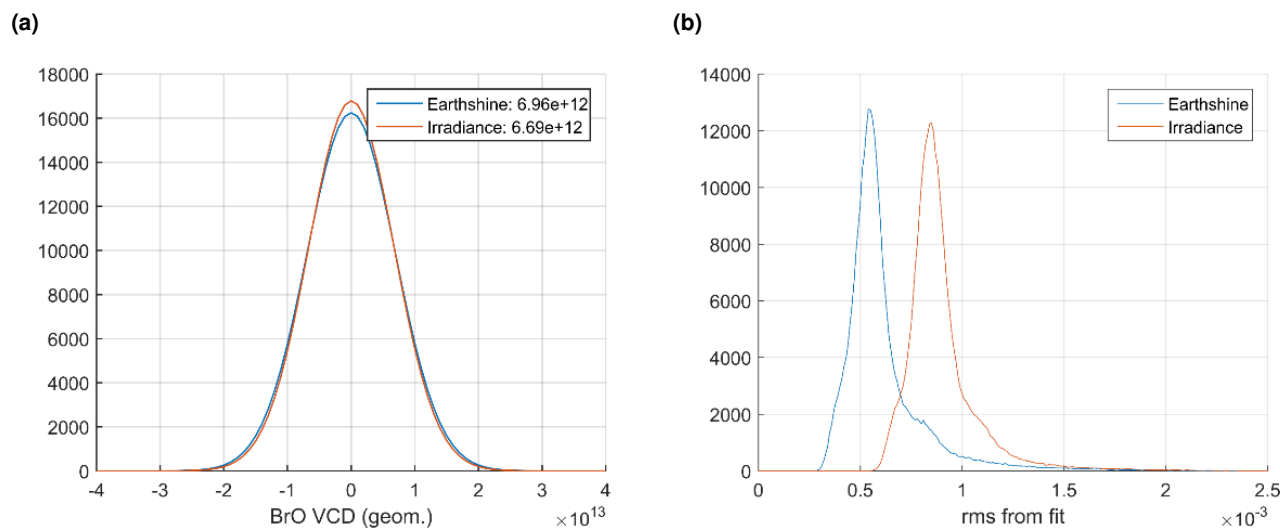 (a)
18000
16000
14000
12000
10000
8000
6000
4000
2000
0
-4 -3 -2 -1 0 1 2 3 4
BrO VCD (geom.)
×10^13
Earthshine: 6.96e+12
Irradiance: 6.69e+12
(b)
14000
12000
10000
8000
6000
4000
2000
0
0 0.5 1 1.5 2 2.5
rms from fit
×10^-3
Earthshine
Irradiance